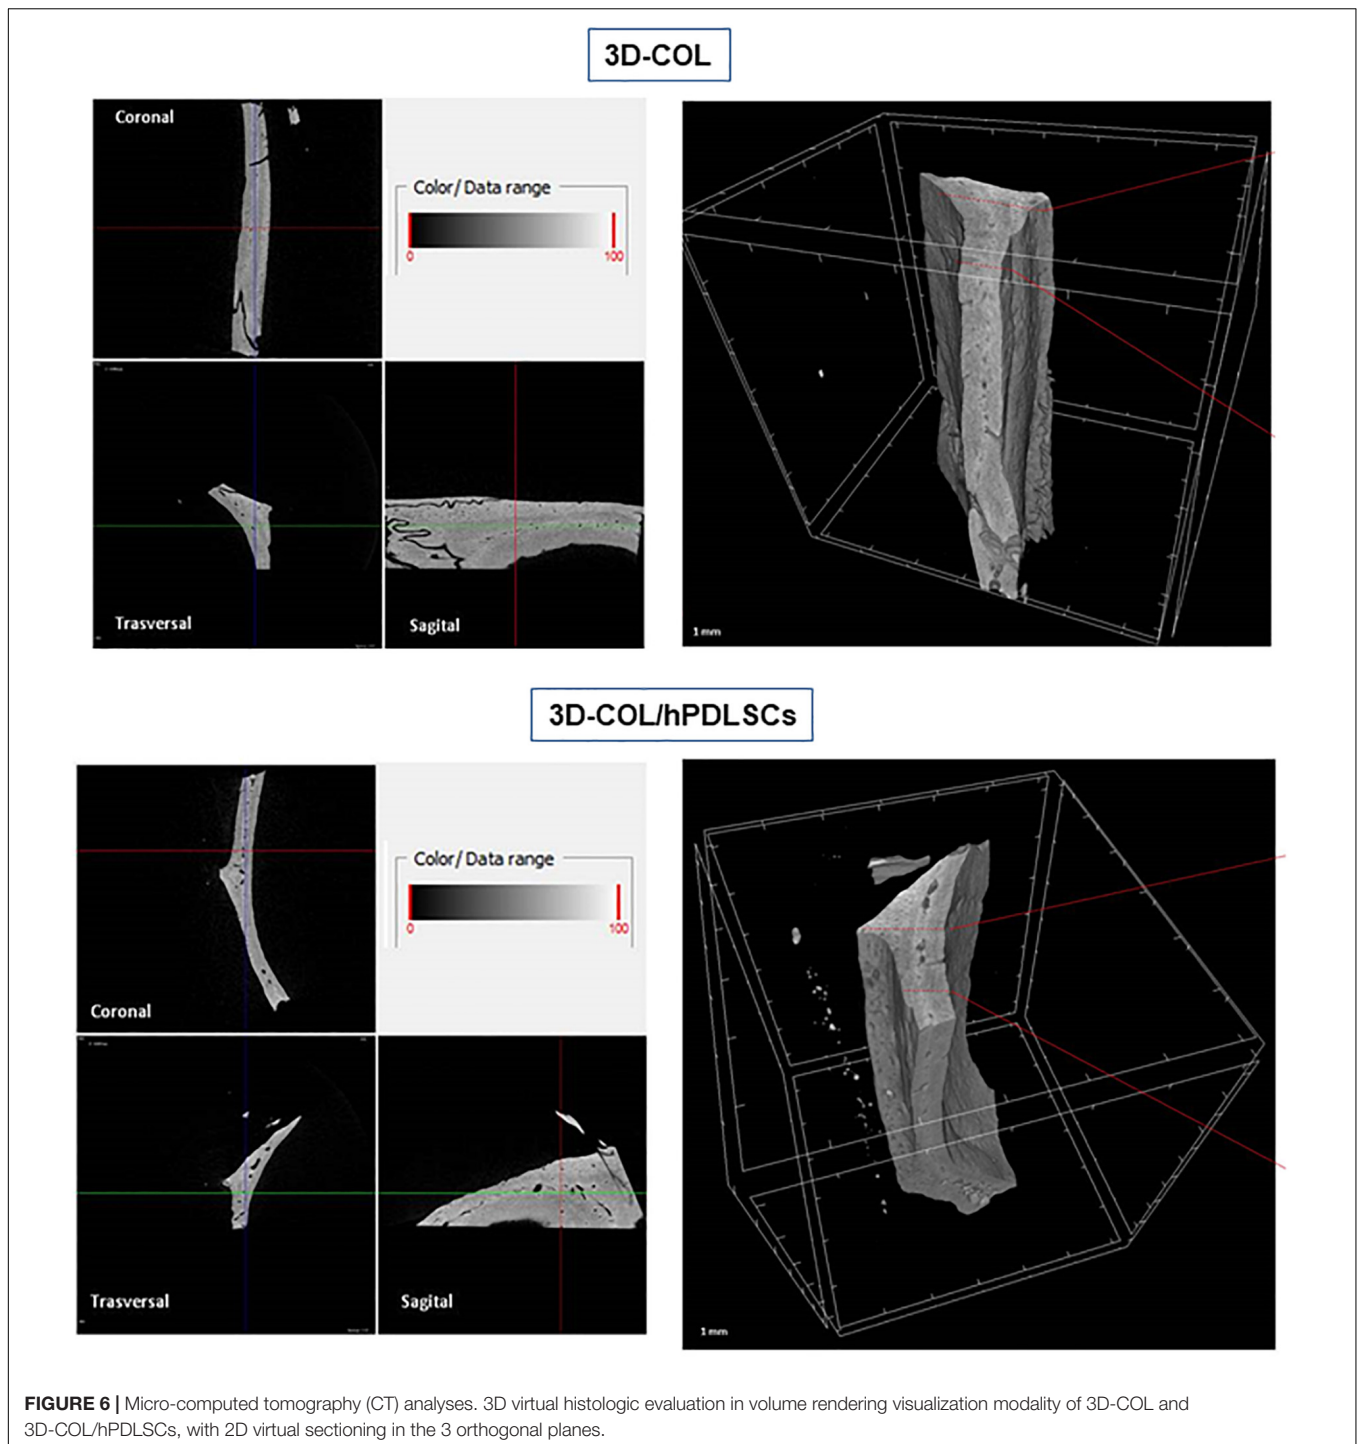 3D-COL
Coronal
Color/ Data range
0 100
Trasversal
Sagital
1 mm
3D-COL/hPDLSCs
Coronal
Color/ Data range
0 100
Trasversal
Sagital
1 mm
FIGURE 6 | Micro-computed tomography (CT) analyses. 3D virtual histologic evaluation in volume rendering visualization modality of 3D-COL and
3D-COL/hPDLSCs, with 2D virtual sectioning in the 3 orthogonal planes.